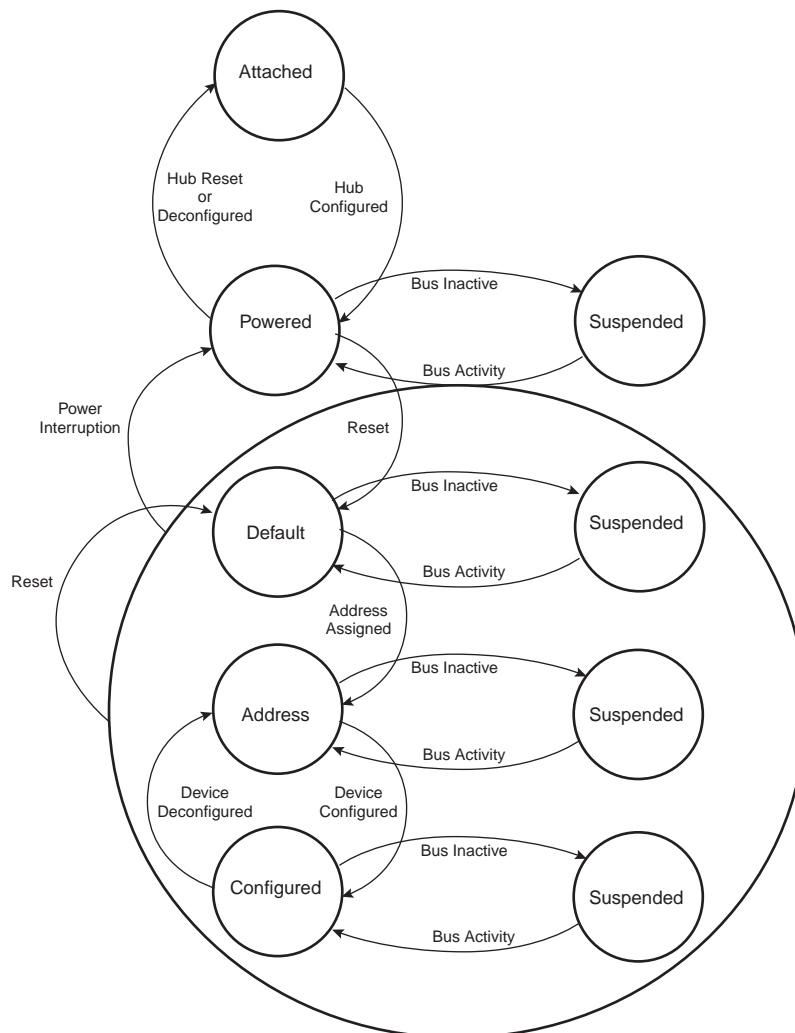 Attached
Hub Reset
or
Deconfigured
Hub
Configured
Powered
Bus Inactive
Suspended
Bus Activity
Power
Interruption
Reset
Default
Bus Inactive
Suspended
Bus Activity
Reset
Address
Assigned
Address
Bus Inactive
Suspended
Bus Activity
Device
Deconfigured
Device
Configured
Configured
Bus Inactive
Suspended
Bus Activity